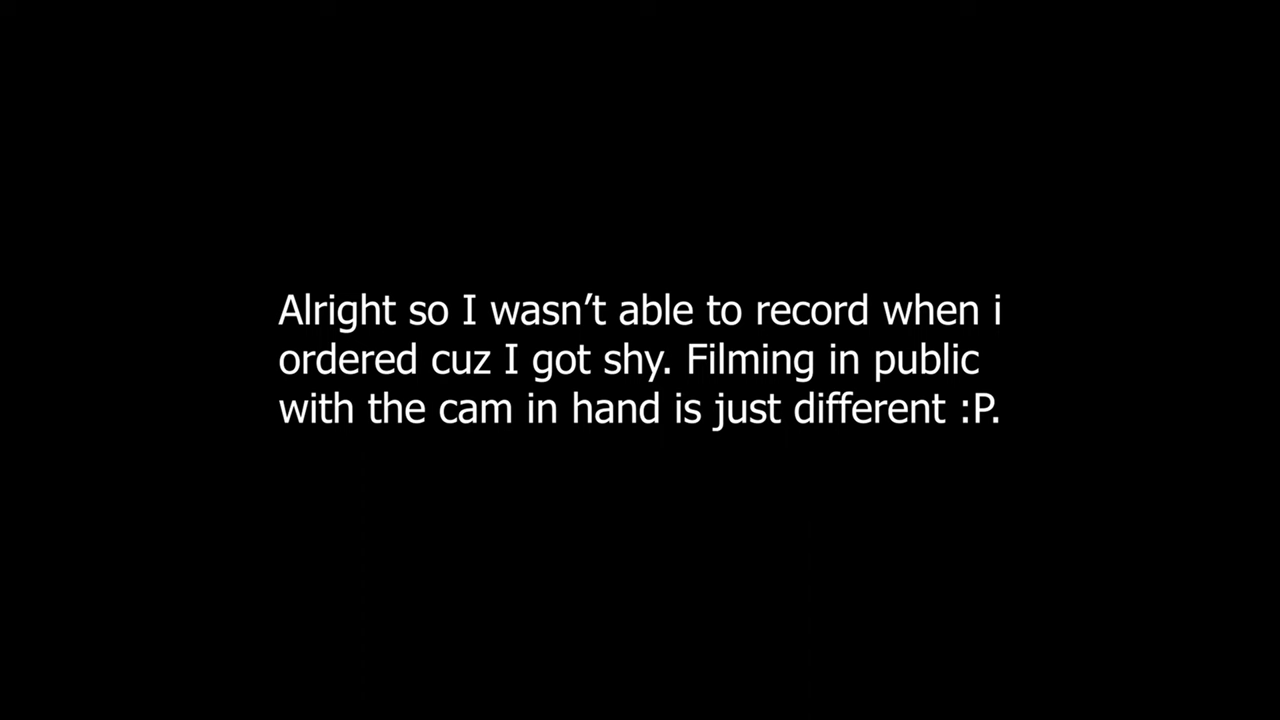 Alright so I wasn’t able to record when i
ordered cuz I got shy. Filming in public
with the cam in hand is just different :P.